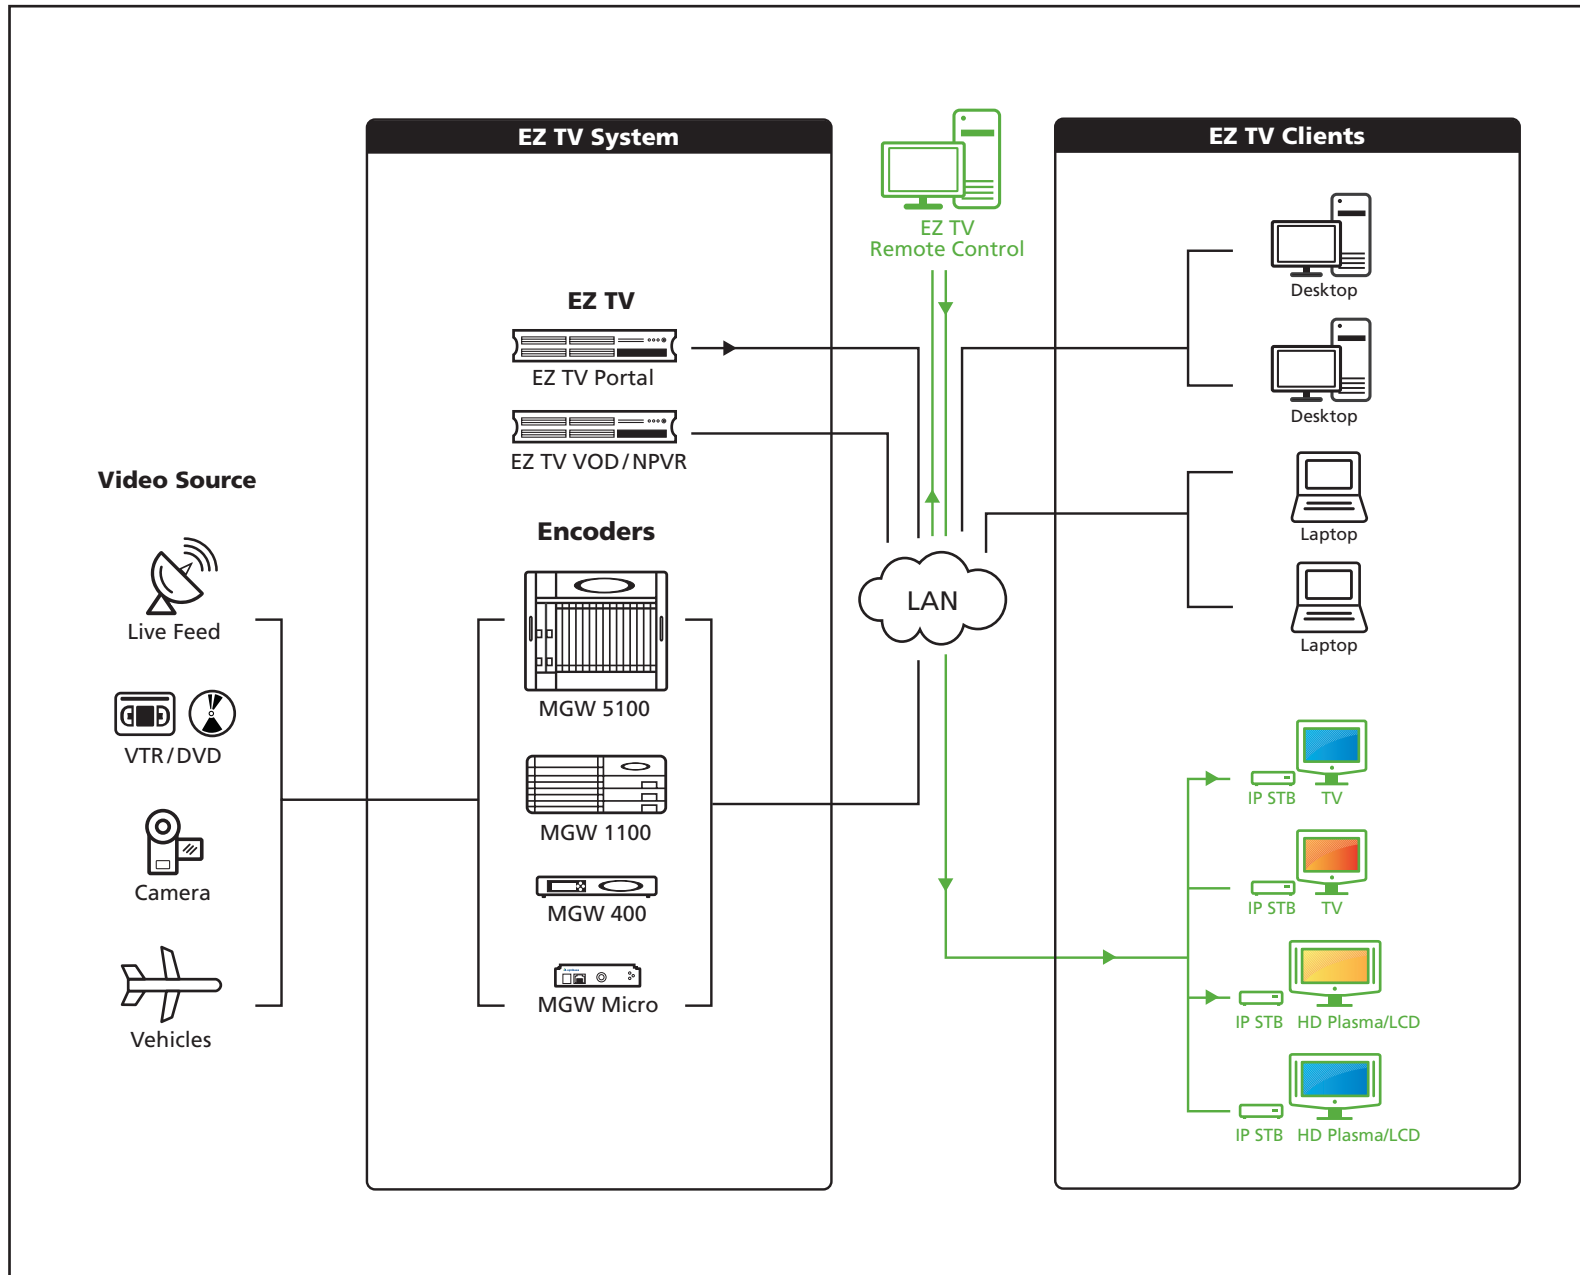 EZ TV System
EZ TV
EZ TV Portal
EZ TV VOD/NPVR
Video Source
Live Feed
VTR/DVD
Camera
Vehicles
Encoders
MGW 5100
MGW 1100
MGW 400
MGW Micro
EZ TV
Remote Control
LAN
EZ TV Clients
Desktop
Desktop
Laptop
Laptop
IP STB TV
IP STB TV
IP STB HD Plasma/LCD
IP STB HD Plasma/LCD